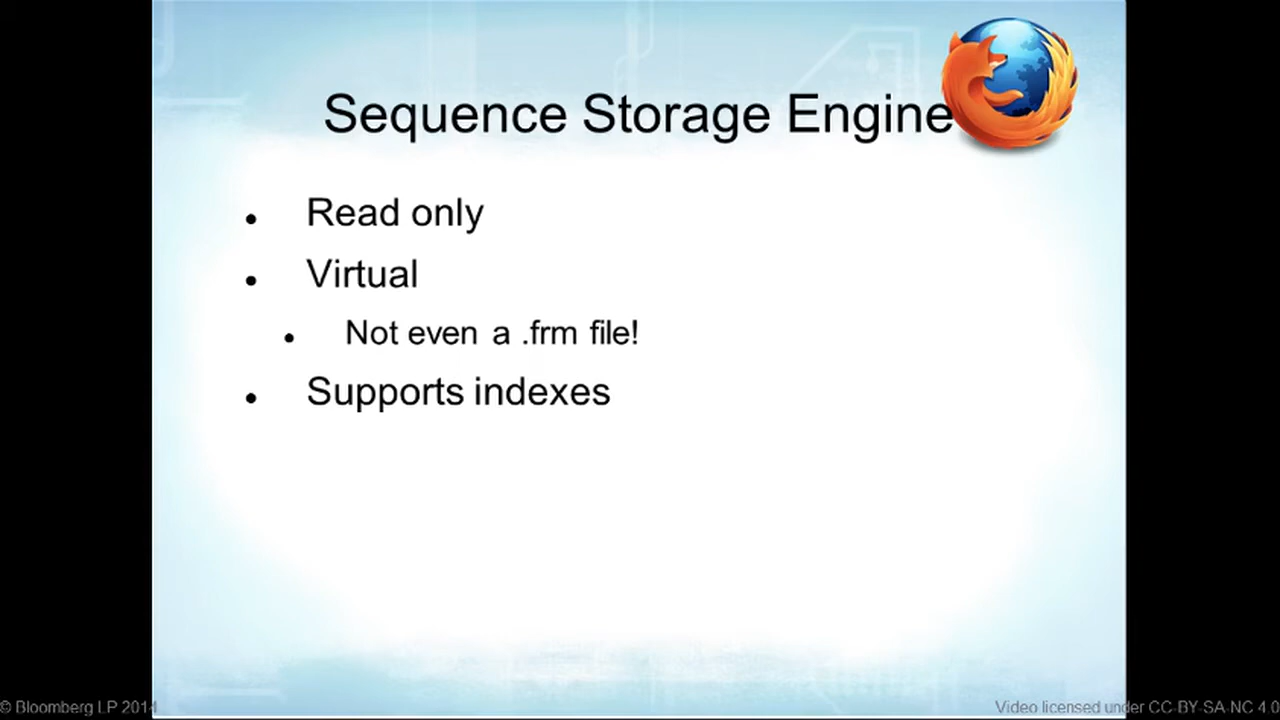 Sequence Storage Engine
Read only
Virtual
Not even a .frm file!
Supports indexes
© Bloomberg LP 2014
Video licensed under CC-BY-SA-NC 4.0